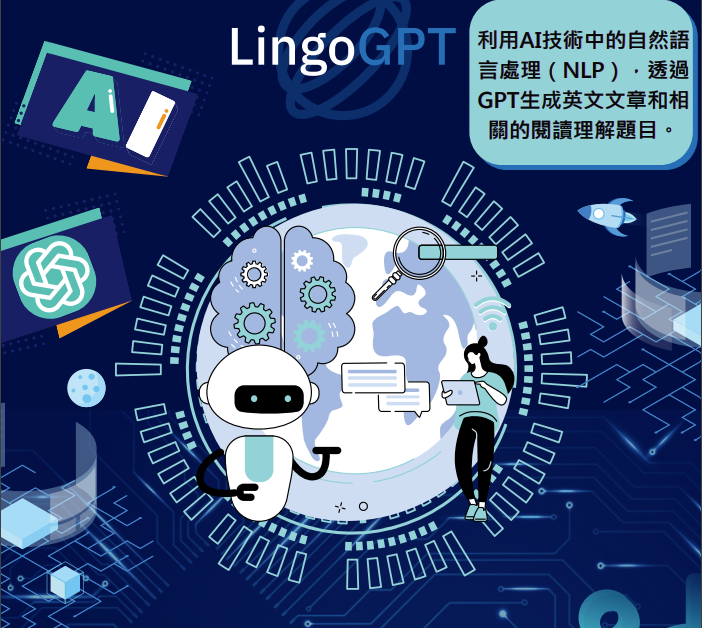 LingoGPT
利用AI技術中的自然語
言處理（NLP），透過
GPT生成英文文章和相
關的閱讀理解題目。
Ai